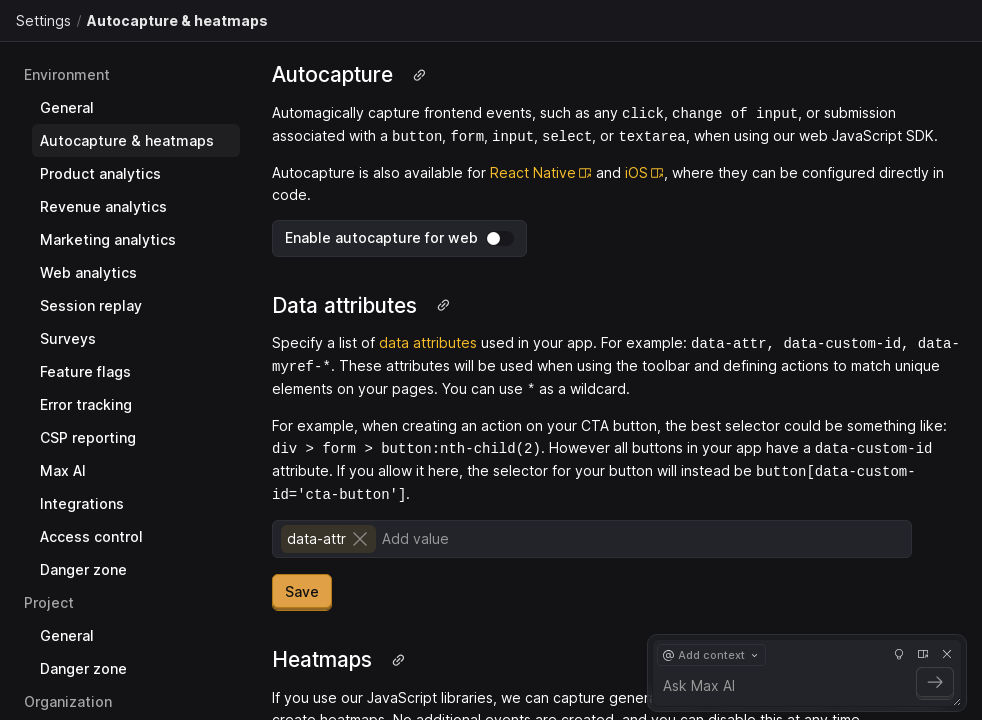 Settings / Autocapture & heatmaps
Environment
General
Autocapture & heatmaps
Product analytics
Revenue analytics
Marketing analytics
Web analytics
Session replay
Surveys
Feature flags
Error tracking
CSP reporting
Max AI
Integrations
Access control
Danger zone
Project
General
Danger zone
Organization
Autocapture
Automagically capture frontend events, such as any click, change of input, or submission
associated with a button, form, input, select, or textarea, when using our web JavaScript SDK.
Autocapture is also available for React Native and iOS, where they can be configured directly in
code.
Enable autocapture for web
Data attributes
Specify a list of data attributes used in your app. For example: data-attr, data-custom-id, data-
myref-*. These attributes will be used when using the toolbar and defining actions to match unique
elements on your pages. You can use * as a wildcard.
For example, when creating an action on your CTA button, the best selector could be something like:
div > form > button:nth-child(2). However all buttons in your app have a data-custom-id
attribute. If you allow it here, the selector for your button will instead be button[data-custom-
id='cta-button'].
data-attr Add value
Save
Heatmaps
If you use our JavaScript libraries, we can capture gener
create heatmaps. No additional events are created, and you can disable this at any time.
@ Add context
Ask Max AI